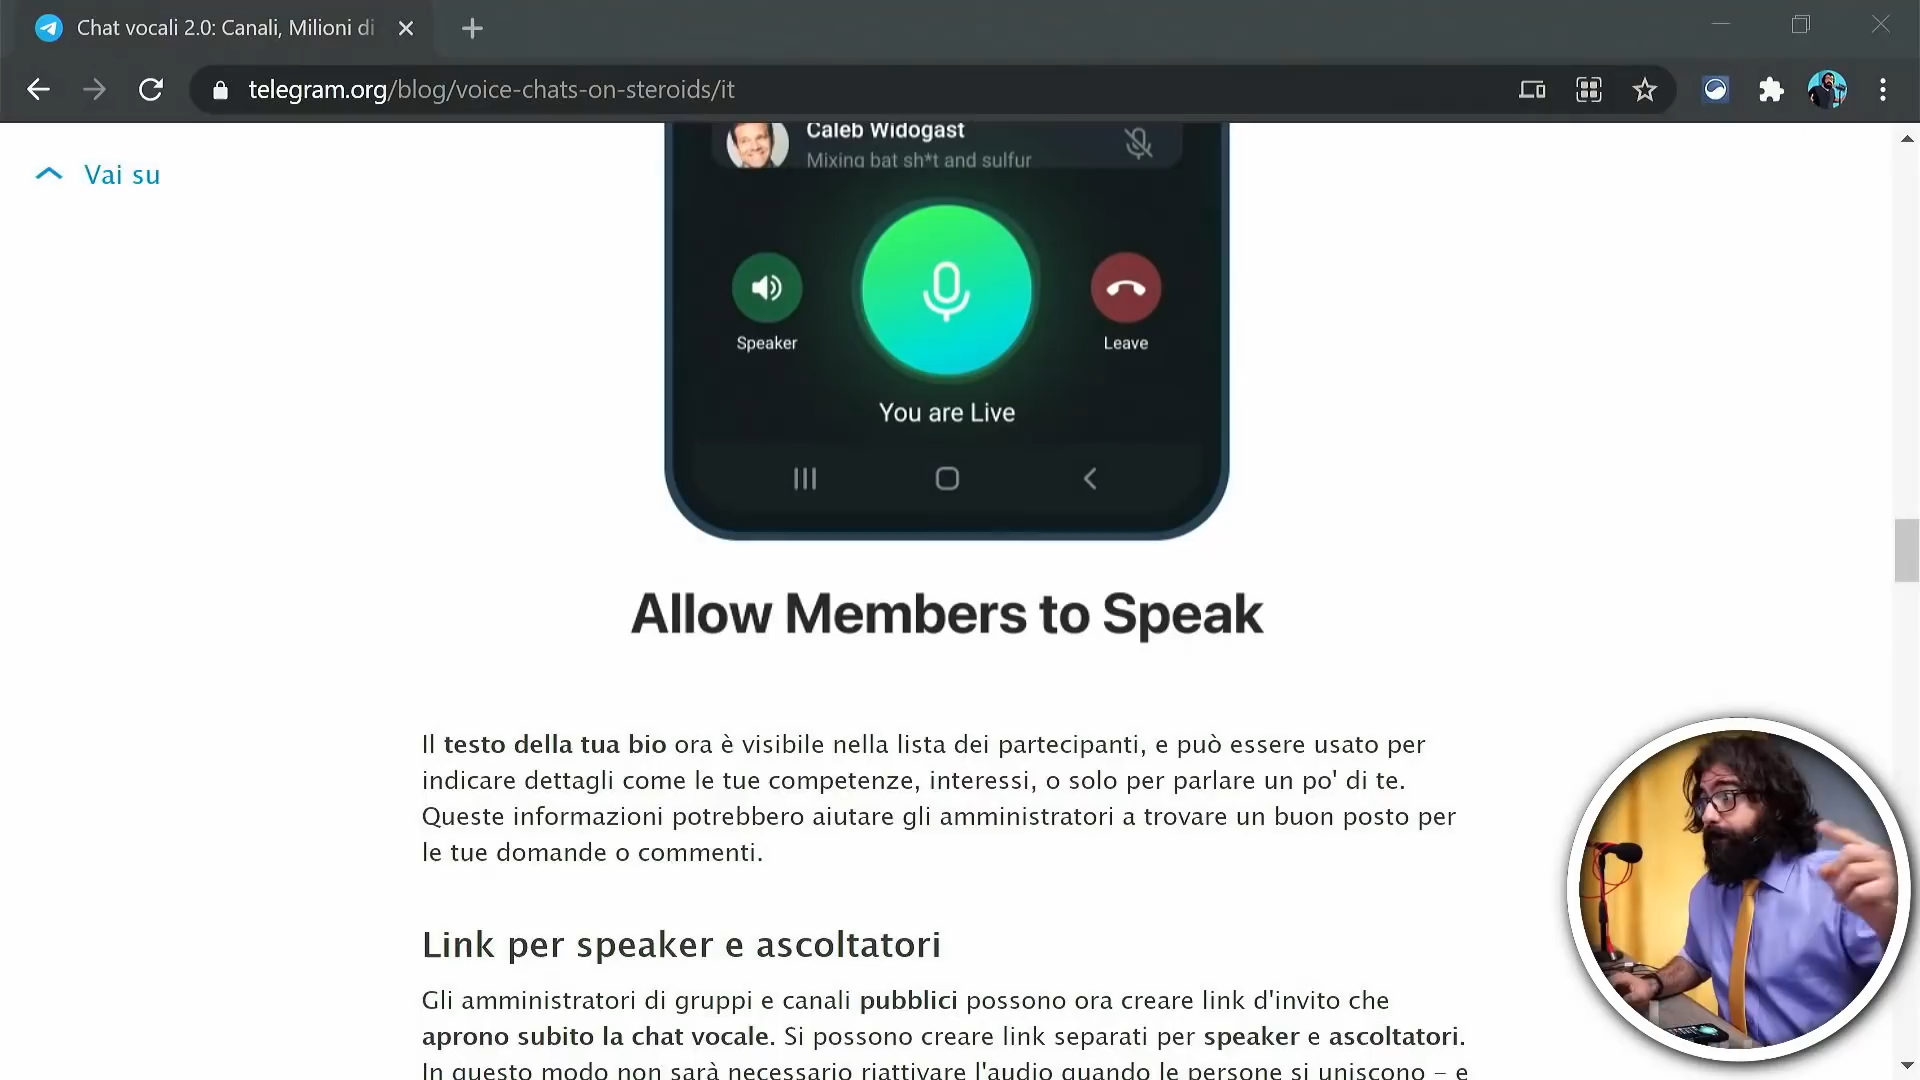 Chat vocali 2.0: Canali, Milioni di
telegram.org/blog/voice-chats-on-steroids/it
Vai su
Caleb Widogast
Mixing bat sh*t and sulfur
Speaker
Leave
You are Live
Allow Members to Speak
Il testo della tua bio ora è visibile nella lista dei partecipanti, e può essere usato per
indicare dettagli come le tue competenze, interessi, o solo per parlare un po' di te.
Queste informazioni potrebbero aiutare gli amministratori a trovare un buon posto per
le tue domande o commenti.
Link per speaker e ascoltatori
Gli amministratori di gruppi e canali pubblici possono ora creare link d'invito che
aprono subito la chat vocale. Si possono creare link separati per speaker e ascoltatori.
In questo modo non sarà necessario riattivare l'audio quando le persone si uniscono – e